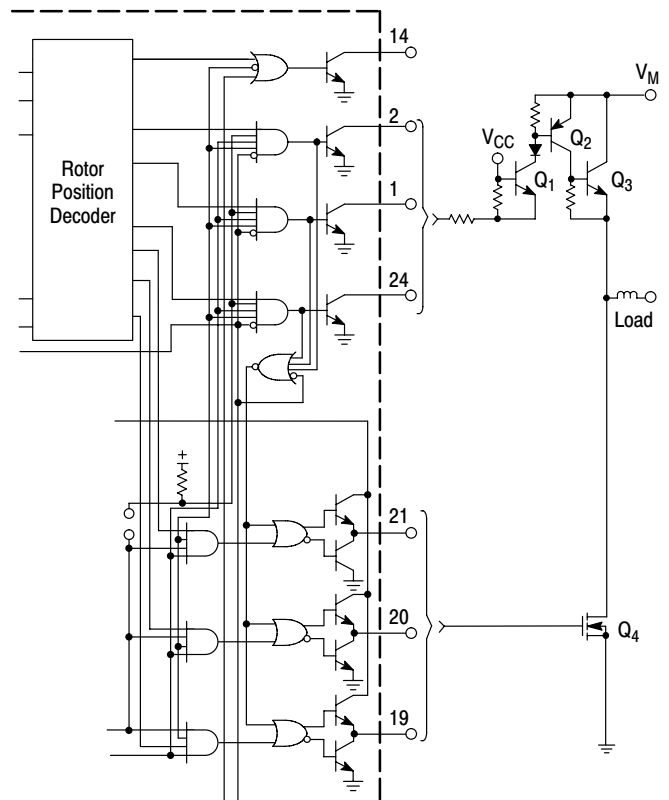 14
V_M
2
V_CC
Q_2
Q_1
Q_3
Rotor
Position
Decoder
1
24
Load
21
20
Q_4
19